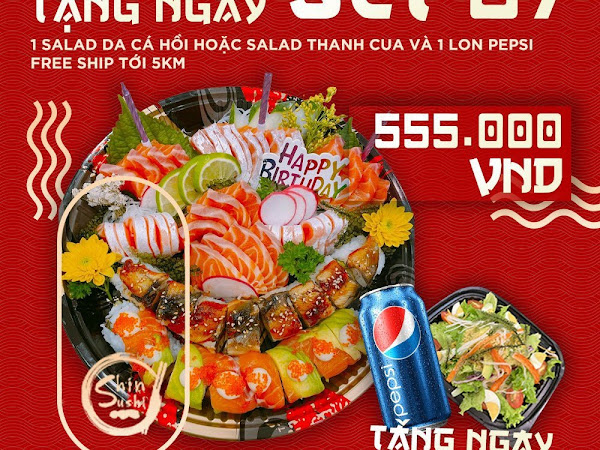 TẶNG NGAY
1 SALAD DA CÁ HỒI HOẶC SALAD THANH CUA VÀ 1 LON PEPSI
FREE SHIP TỚI 5KM
555.000
VND
HAPPY
BIRTHDAY
pepsi
Shin
Sushi
TẶNG NGAY